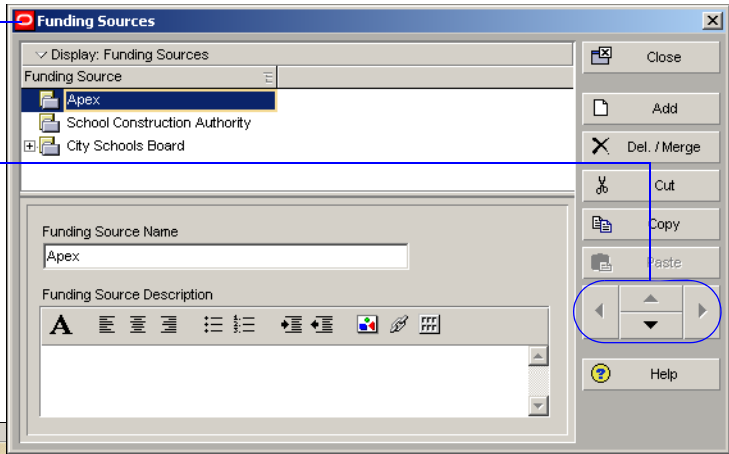 Funding Sources
Display: Funding Sources
Funding Source
Apex
School Construction Authority
City Schools Board
Close
Add
Del. / Merge
Cut
Copy
Paste
Help
Funding Source Name
Apex
Funding Source Description
A